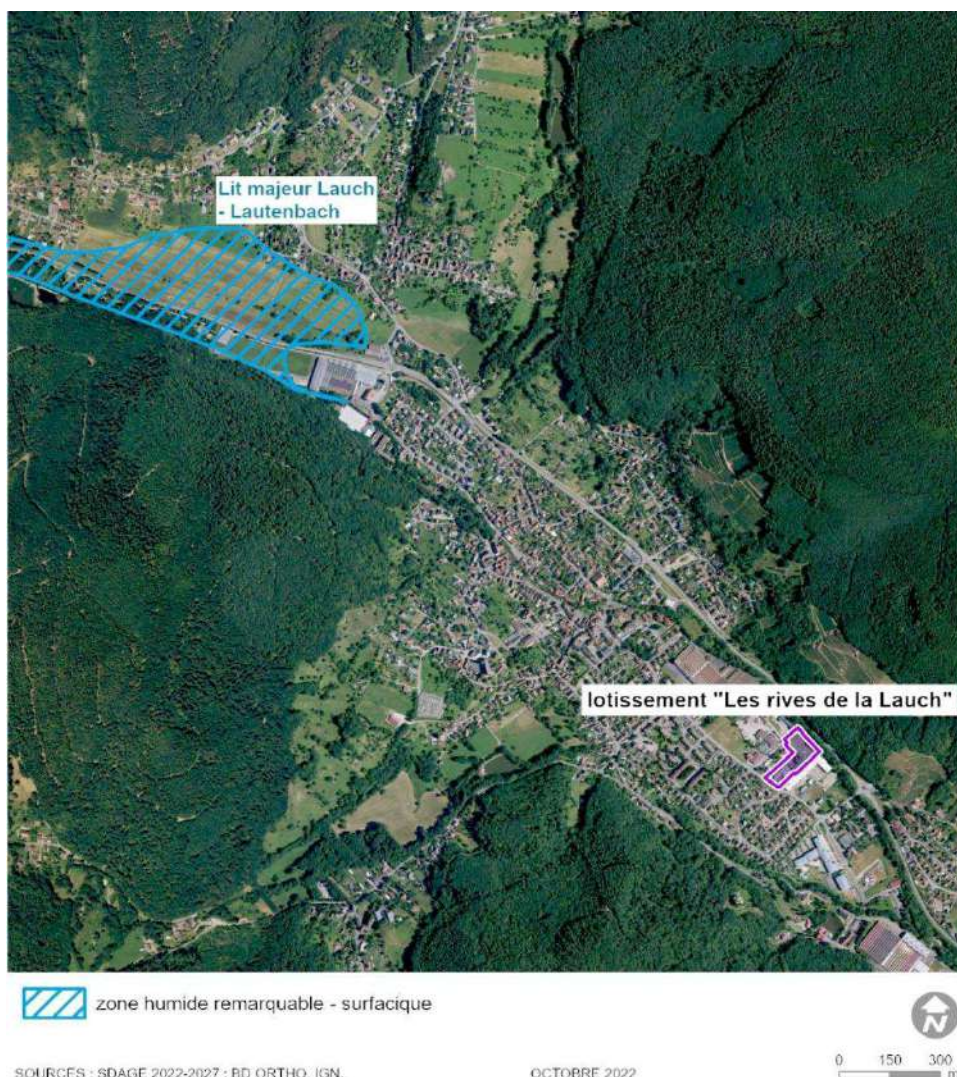 Lit majeur Lauch
- Lautenbach
lotissement "Les rives de la Lauch"
zone humide remarquable - surfacique
N
SOURCES : SDAGE 2022-2027 ; BD ORTHO, IGN.
OCTOBRE 2022
0 150 300
m